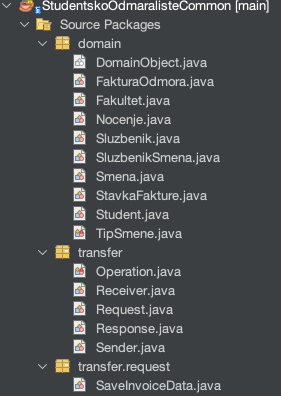 StudentskoOdmaralisteCommon [main]
Source Packages
domain
DomainObject.java
FakturaOdmora.java
Fakultet.java
Nocenje.java
Sluzbenik.java
SluzbenikSmena.java
Smena.java
StavkaFakture.java
Student.java
TipSmene.java
transfer
Operation.java
Receiver.java
Request.java
Response.java
Sender.java
transfer.request
SaveInvoiceData.java